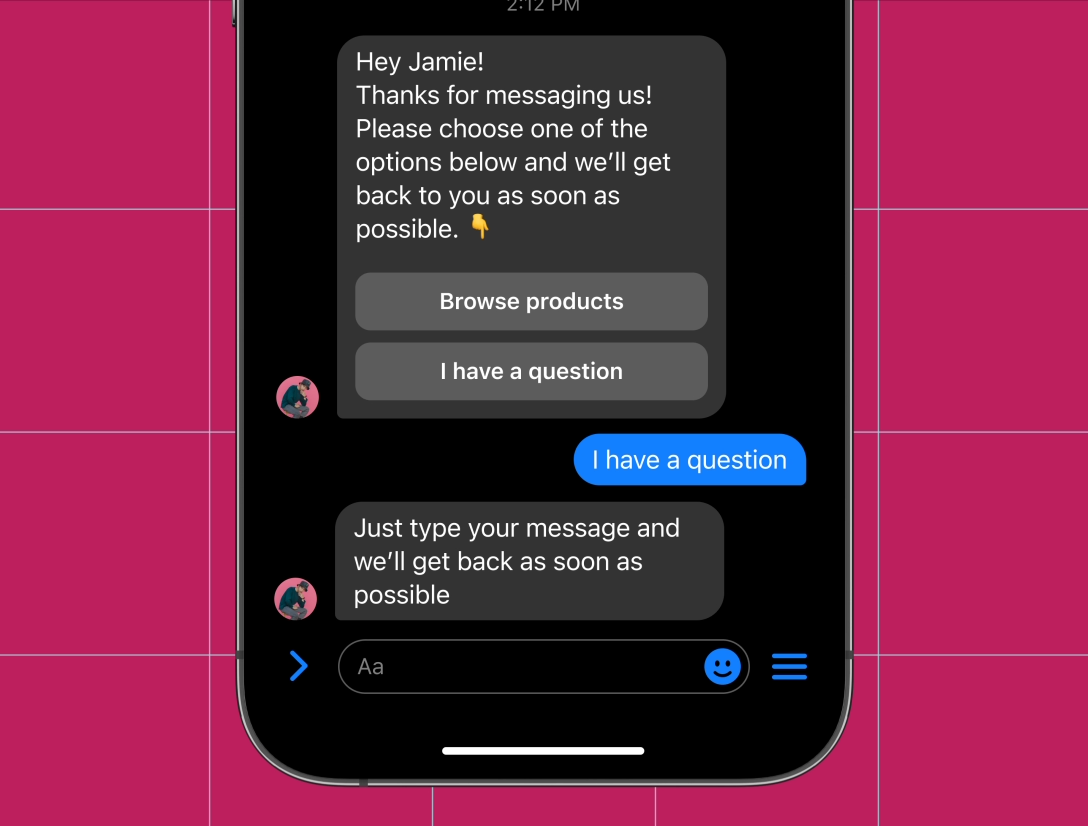 2:12 PM
Hey Jamie!
Thanks for messaging us!
Please choose one of the
options below and we’ll get
back to you as soon as
possible. 👇
Browse products
I have a question
I have a question
Just type your message and
we’ll get back as soon as
possible
Aa